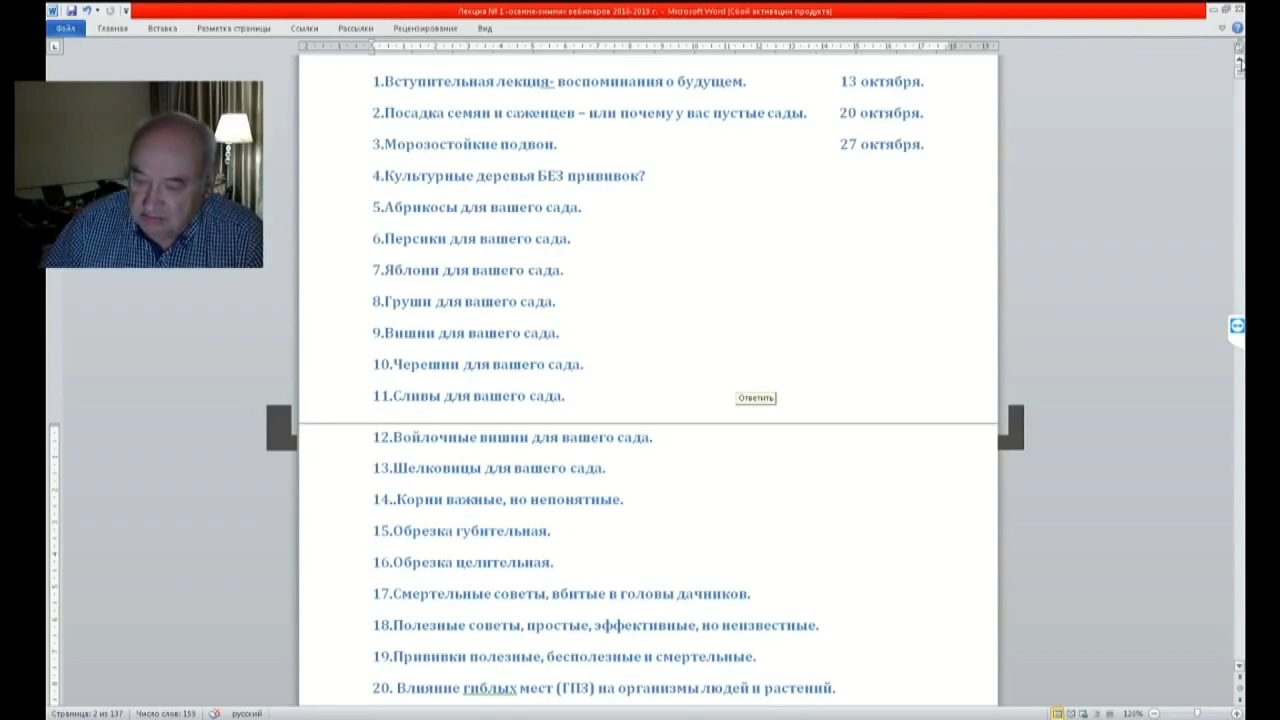 Лекция № 1 -осенне-зимних вебинаров 2018-2019 г. - Microsoft Word (Сбой активации продукта)
Файл Главная Вставка Разметка страницы Ссылки Рассылки Рецензирование Вид
1.Вступительная лекция- воспоминания о будущем. 13 октября.
2.Посадка семян и саженцев – или почему у вас пустые сады. 20 октября.
3.Морозостойкие подвои. 27 октября.
4.Культурные деревья БЕЗ прививок?
5.Абрикосы для вашего сада.
6.Персики для вашего сада.
7.Яблони для вашего сада.
8.Груши для вашего сада.
9.Вишни для вашего сада.
10.Черешни для вашего сада.
11.Сливы для вашего сада.
Ответить
12.Войлочные вишни для вашего сада.
13.Шелковицы для вашего сада.
14..Корни важные, но непонятные.
15.Обрезка губительная.
16.Обрезка целительная.
17.Смертельные советы, вбитые в головы дачников.
18.Полезные советы, простые, эффективные, но неизвестные.
19.Прививки полезные, бесполезные и смертельные.
20. Влияние гиблых мест (ГПЗ) на организмы людей и растений.
Страница: 2 из 137 Число слов: 159 русский 120%